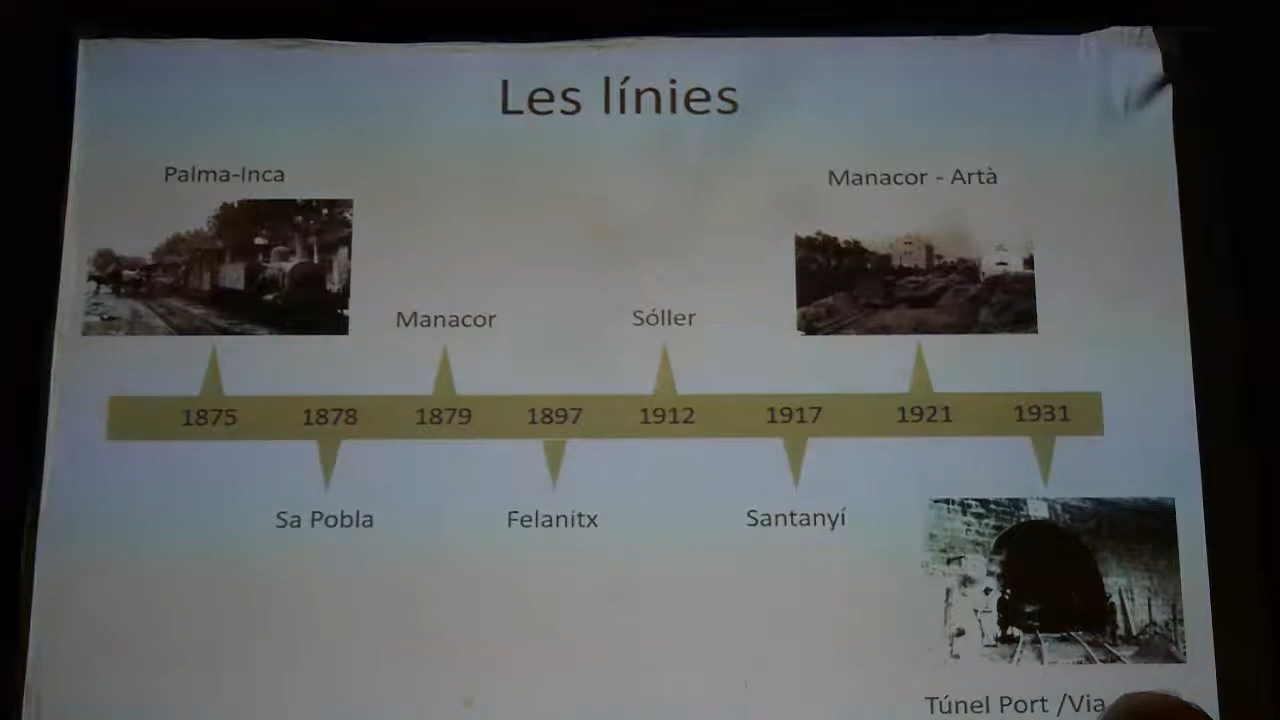 Les línies
Palma-Inca
Manacor - Artà
Manacor
Sóller
1875 1878 1879 1897 1912 1917 1921 1931
Sa Pobla
Felanitx
Santanyí
Túnel Port /Via